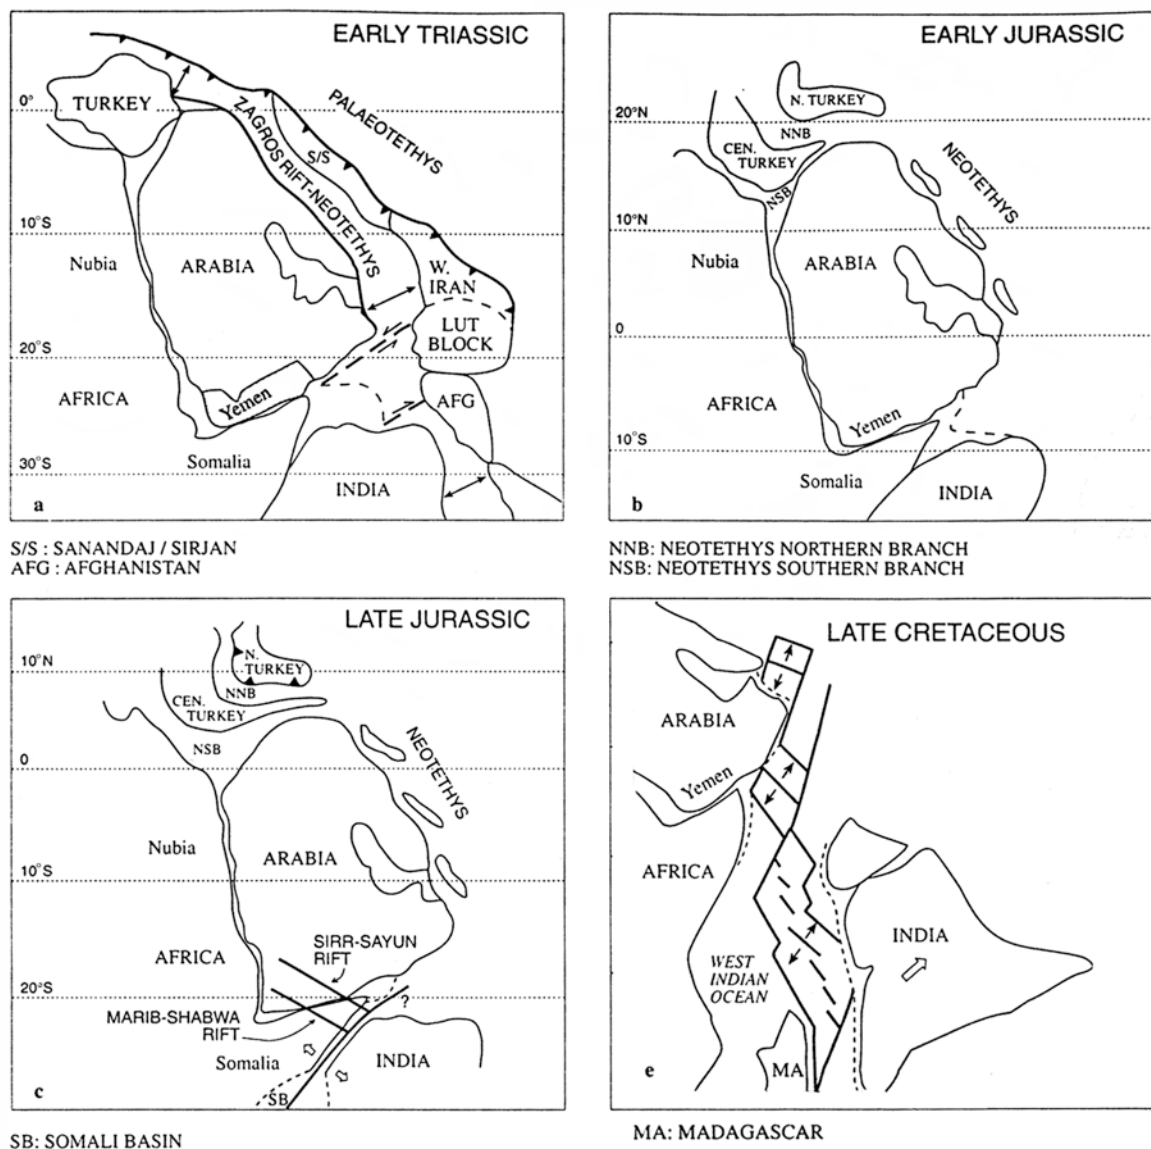 EARLY TRIASSIC
TURKEY
0°
PALAEOTETHYS
ZAGROS RIFT-NEOTETHYS
S/S
10°S
Nubia
ARABIA
W.
IRAN
LUT
BLOCK
20°S
AFRICA
Yemen
AFG
Somalia
30°S
INDIA
a
S/S : SANANDAJ / SIRJAN
AFG : AFGHANISTAN
EARLY JURASSIC
N. TURKEY
20°N
NNB
CEN.
TURKEY
NEOTETHYS
NSB
10°N
Nubia
ARABIA
0
AFRICA
Yemen
10°S
Somalia
INDIA
b
NNB: NEOTETHYS NORTHERN BRANCH
NSB: NEOTETHYS SOUTHERN BRANCH
LATE JURASSIC
10°N
N.
TURKEY
NNB
CEN.
TURKEY
NSB
NEOTETHYS
0
Nubia
ARABIA
10°S
SIRR-SAYUN
RIFT
AFRICA
20°S
?
MARIB-SHABWA
RIFT
Somalia
INDIA
c
SB
SB: SOMALI BASIN
LATE CRETACEOUS
ARABIA
Yemen
AFRICA
INDIA
WEST
INDIAN
OCEAN
MA
e
MA: MADAGASCAR